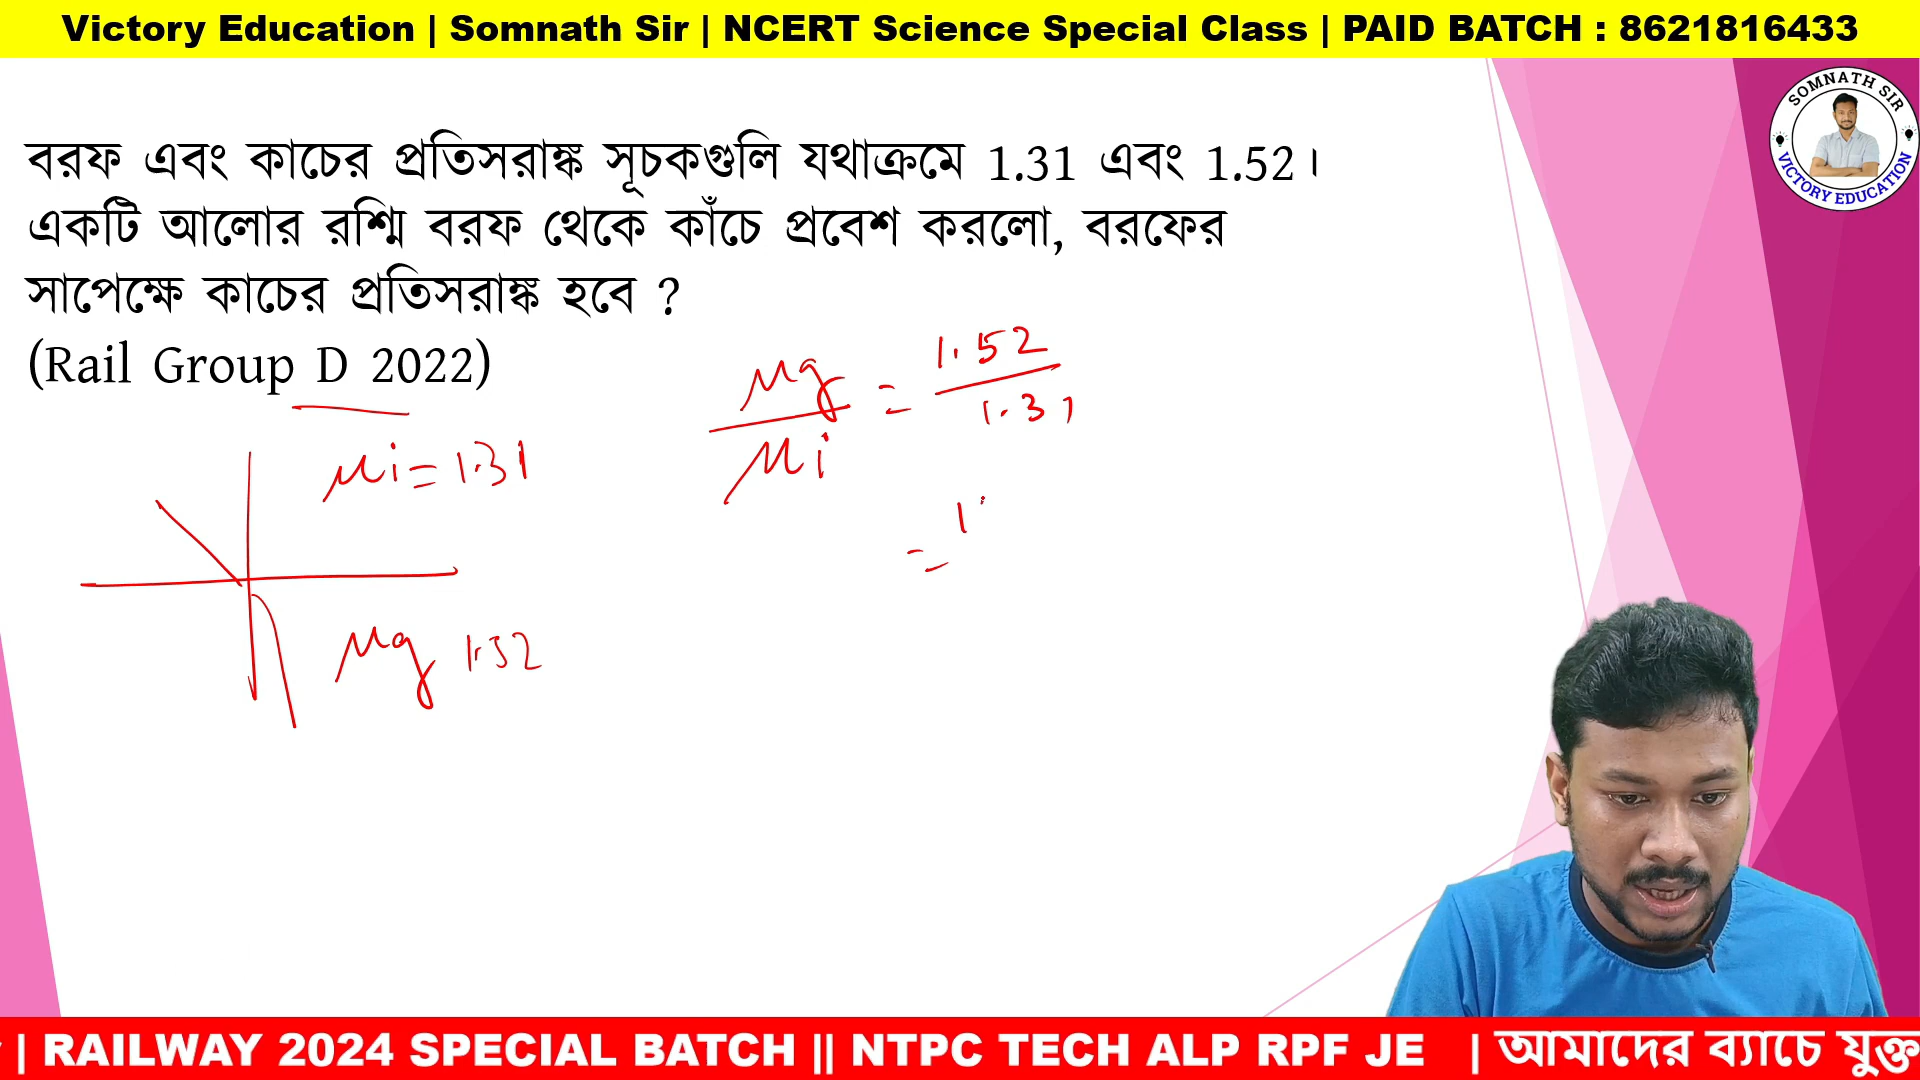 Victory Education | Somnath Sir | NCERT Science Special Class | PAID BATCH : 8621816433
SOMNATH SIR
VICTORY EDUCATION
বরফ এবং কাচের প্রতিসরাঙ্ক সূচকগুলি যথাক্রমে 1.31 এবং 1.52।
একটি আলোর রশ্মি বরফ থেকে কাঁচে প্রবেশ করলো, বরফের
সাপেক্ষে কাচের প্রতিসরাঙ্ক হবে ?
(Rail Group D 2022)
μg = 1.52
μi 1.31
μi = 1.31
= 1.
μg 1.52
| RAILWAY 2024 SPECIAL BATCH || NTPC TECH ALP RPF JE | আমাদের ব্যাচে যুক্ত